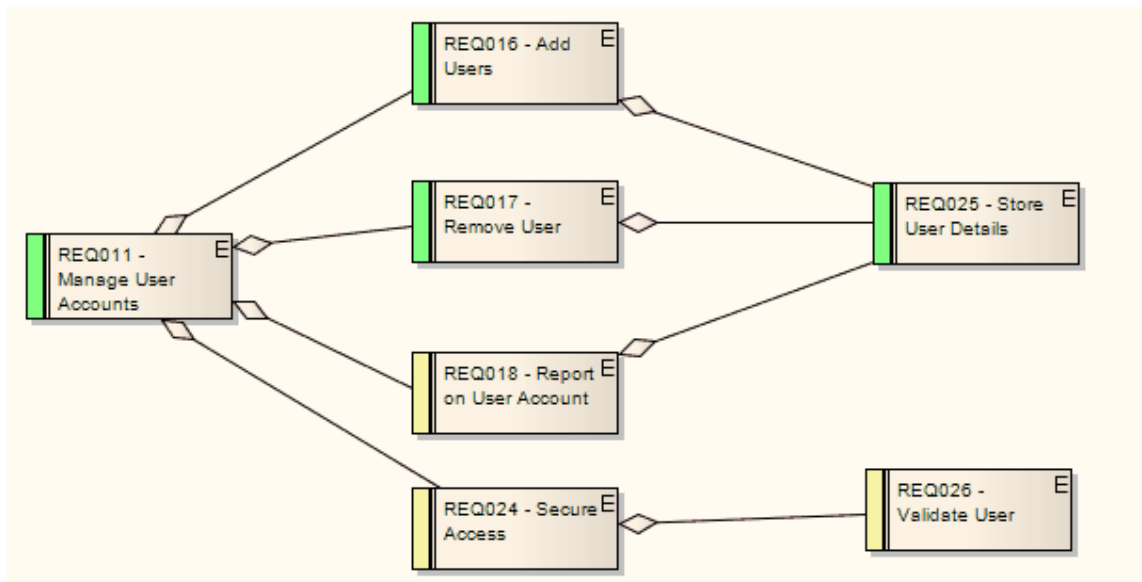 REQ016 - Add
Users
E
REQ017 -
Remove User
E
REQ025 - Store
User Details
E
REQ011 -
Manage User
Accounts
E
REQ018 - Report
on User Account
E
REQ024 - Secure
Access
E
REQ026 -
Validate User
E